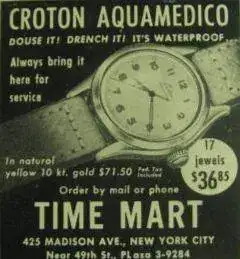 CROTON AQUAMEDICO
DOUSE IT! DRENCH IT! IT'S WATERPROOF...
Always bring it
here for
service
17
jewels
$36.85
In natural
yellow 10 kt. gold $71.50 Fed. Tax
Included
Order by mail or phone
TIME MART
425 MADISON AVE., NEW YORK CITY
Near 49th St., PLaza 3-9284